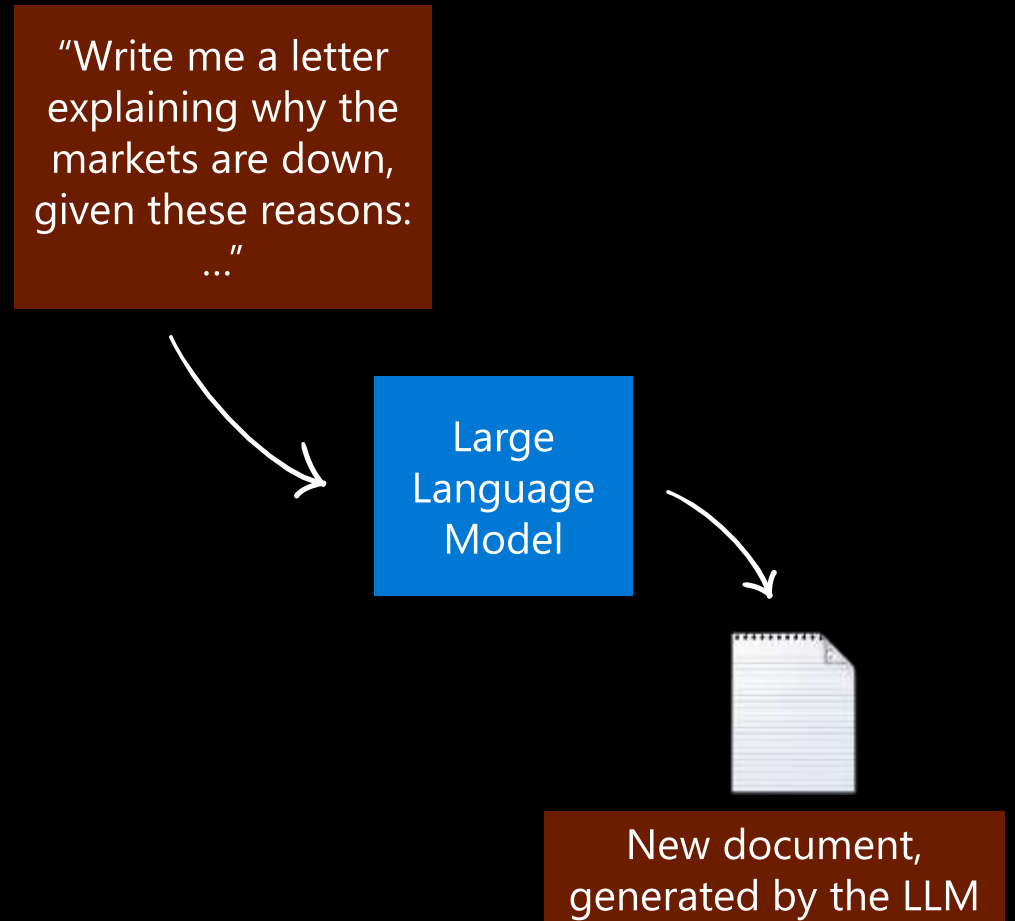 “Write me a letter
explaining why the
markets are down,
given these reasons:
…”
Large
Language
Model
New document,
generated by the LLM